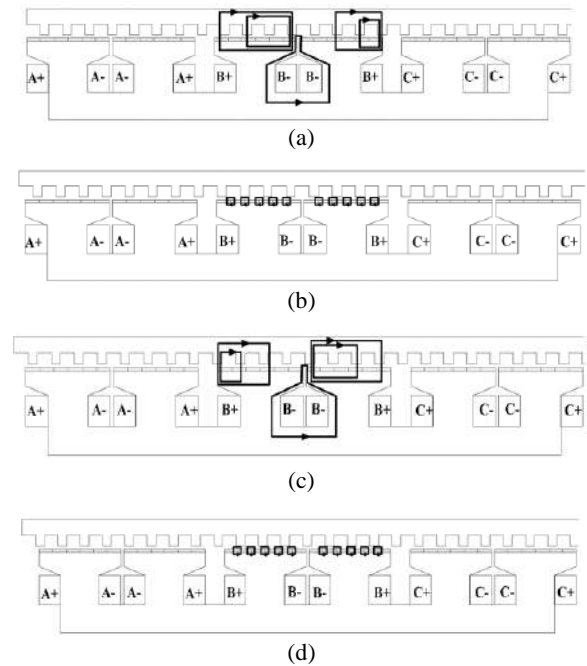 A+ A- A- A+ B+ B- B- B+ C+ C- C- C+
(a)
A+ A- A- A+ B+ B- B- B+ C+ C- C- C+
(b)
A+ A- A- A+ B+ B- B- B+ C+ C- C- C+
(c)
A+ A- A- A+ B+ B- B- B+ C+ C- C- C+
(d)